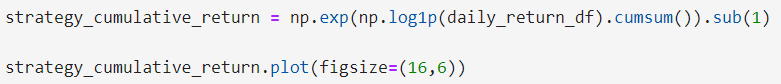 strategy_cumulative_return = np.exp(np.log1p(daily_return_df).cumsum()).sub(1)
strategy_cumulative_return.plot(figsize=(16,6))